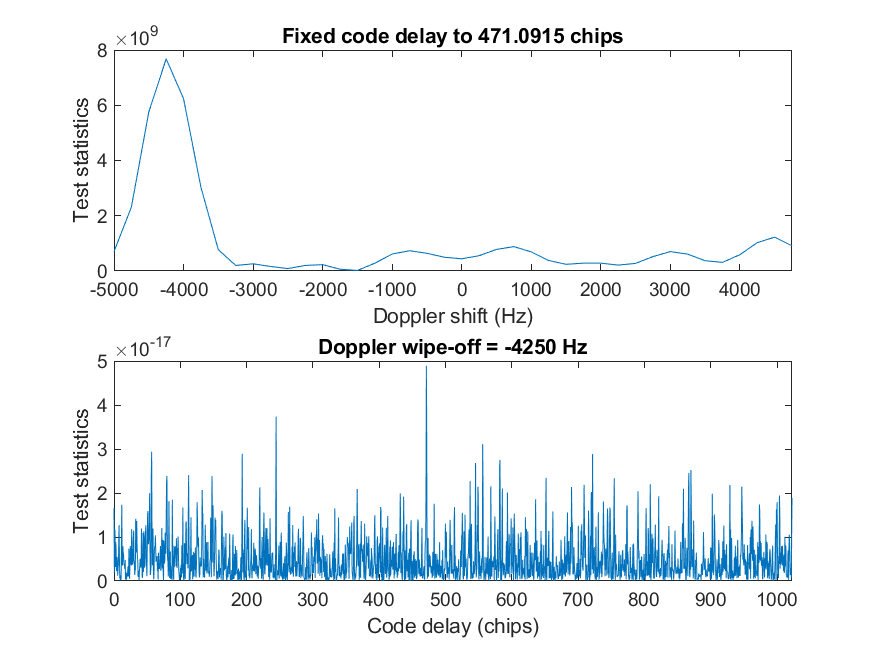 ×10⁹
Fixed code delay to 471.0915 chips
8
6
4
2
0
Test statistics
-5000 -4000 -3000 -2000 -1000 0 1000 2000 3000 4000
Doppler shift (Hz)
×10⁻¹⁷
Doppler wipe-off = -4250 Hz
5
4
3
2
1
0
Test statistics
0 100 200 300 400 500 600 700 800 900 1000
Code delay (chips)